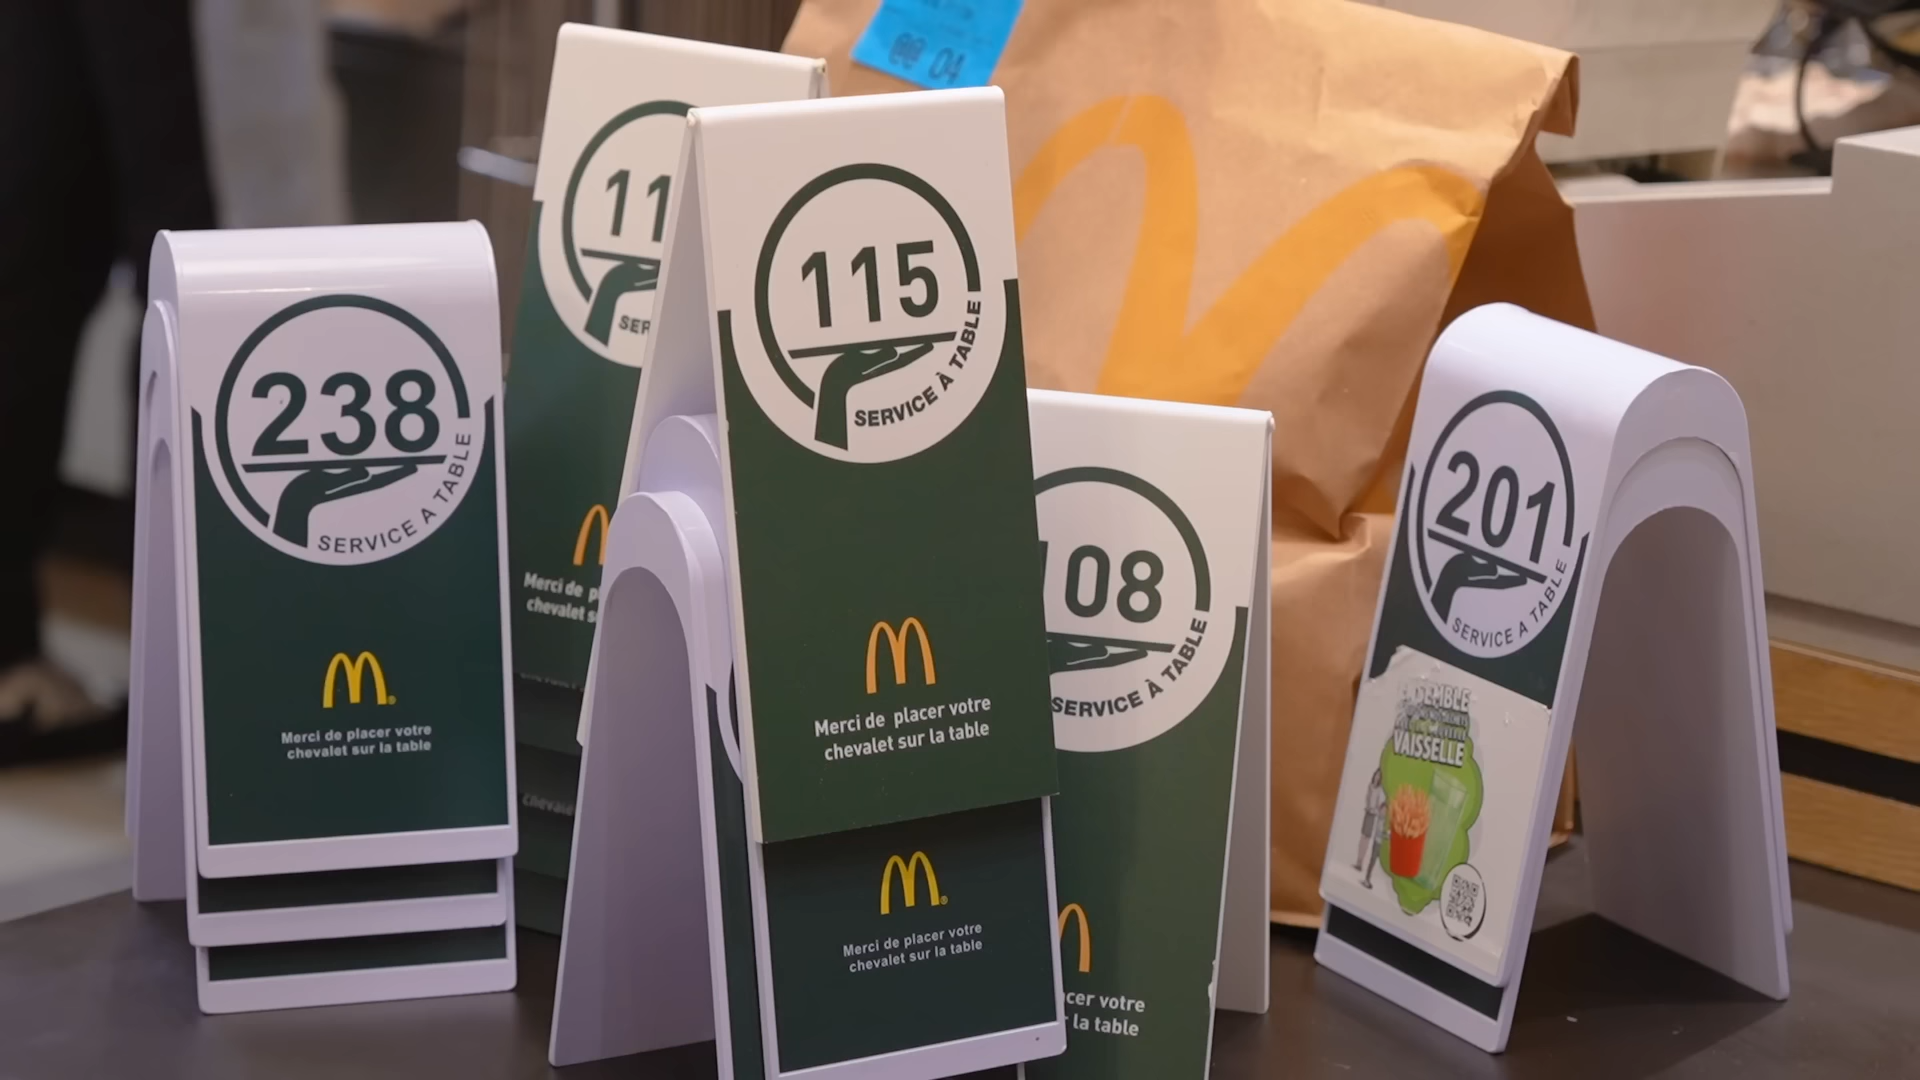 04
238
SERVICE A TABLE
Merci de placer votre
chevalet sur la table
11
SER
Merci de p
chevalet s
chevale
115
SERVICE À TABLE
Merci de placer votre
chevalet sur la table
Merci de placer votre
chevalet sur la table
108
SERVICE À TABLE
cer votre
la table
201
SERVICE A TABLE
VAISSELLE